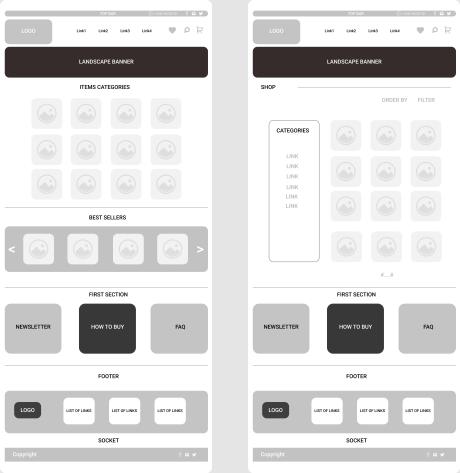 TOP BAR
LOGO
Link1 Link2 Link3 Link4
LANDSCAPE BANNER
ITEMS CATEGORIES
BEST SELLERS
< >
FIRST SECTION
NEWSLETTER
HOW TO BUY
FAQ
FOOTER
LOGO
LIST OF LINKS
LIST OF LINKS
LIST OF LINKS
SOCKET
Copyright
TOP BAR
LOGO
Link1 Link2 Link3 Link4
LANDSCAPE BANNER
SHOP
ORDER BY FILTER
CATEGORIES
LINK
LINK
LINK
LINK
LINK
LINK
#....#
FIRST SECTION
NEWSLETTER
HOW TO BUY
FAQ
FOOTER
LOGO
LIST OF LINKS
LIST OF LINKS
LIST OF LINKS
SOCKET
Copyright